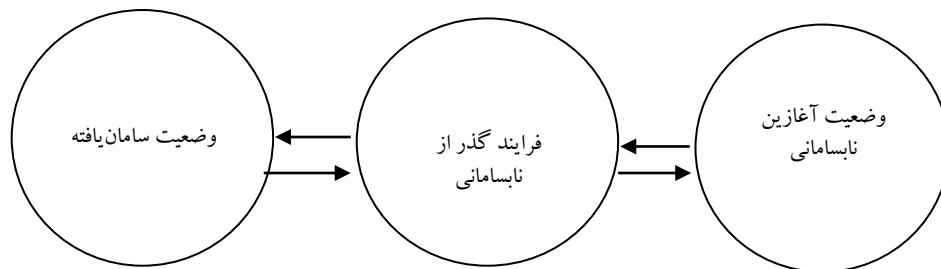 وضعیت آغازین
نابسامانی
فرایند گذر از
نابسامانی
وضعیت سامان‌یافته